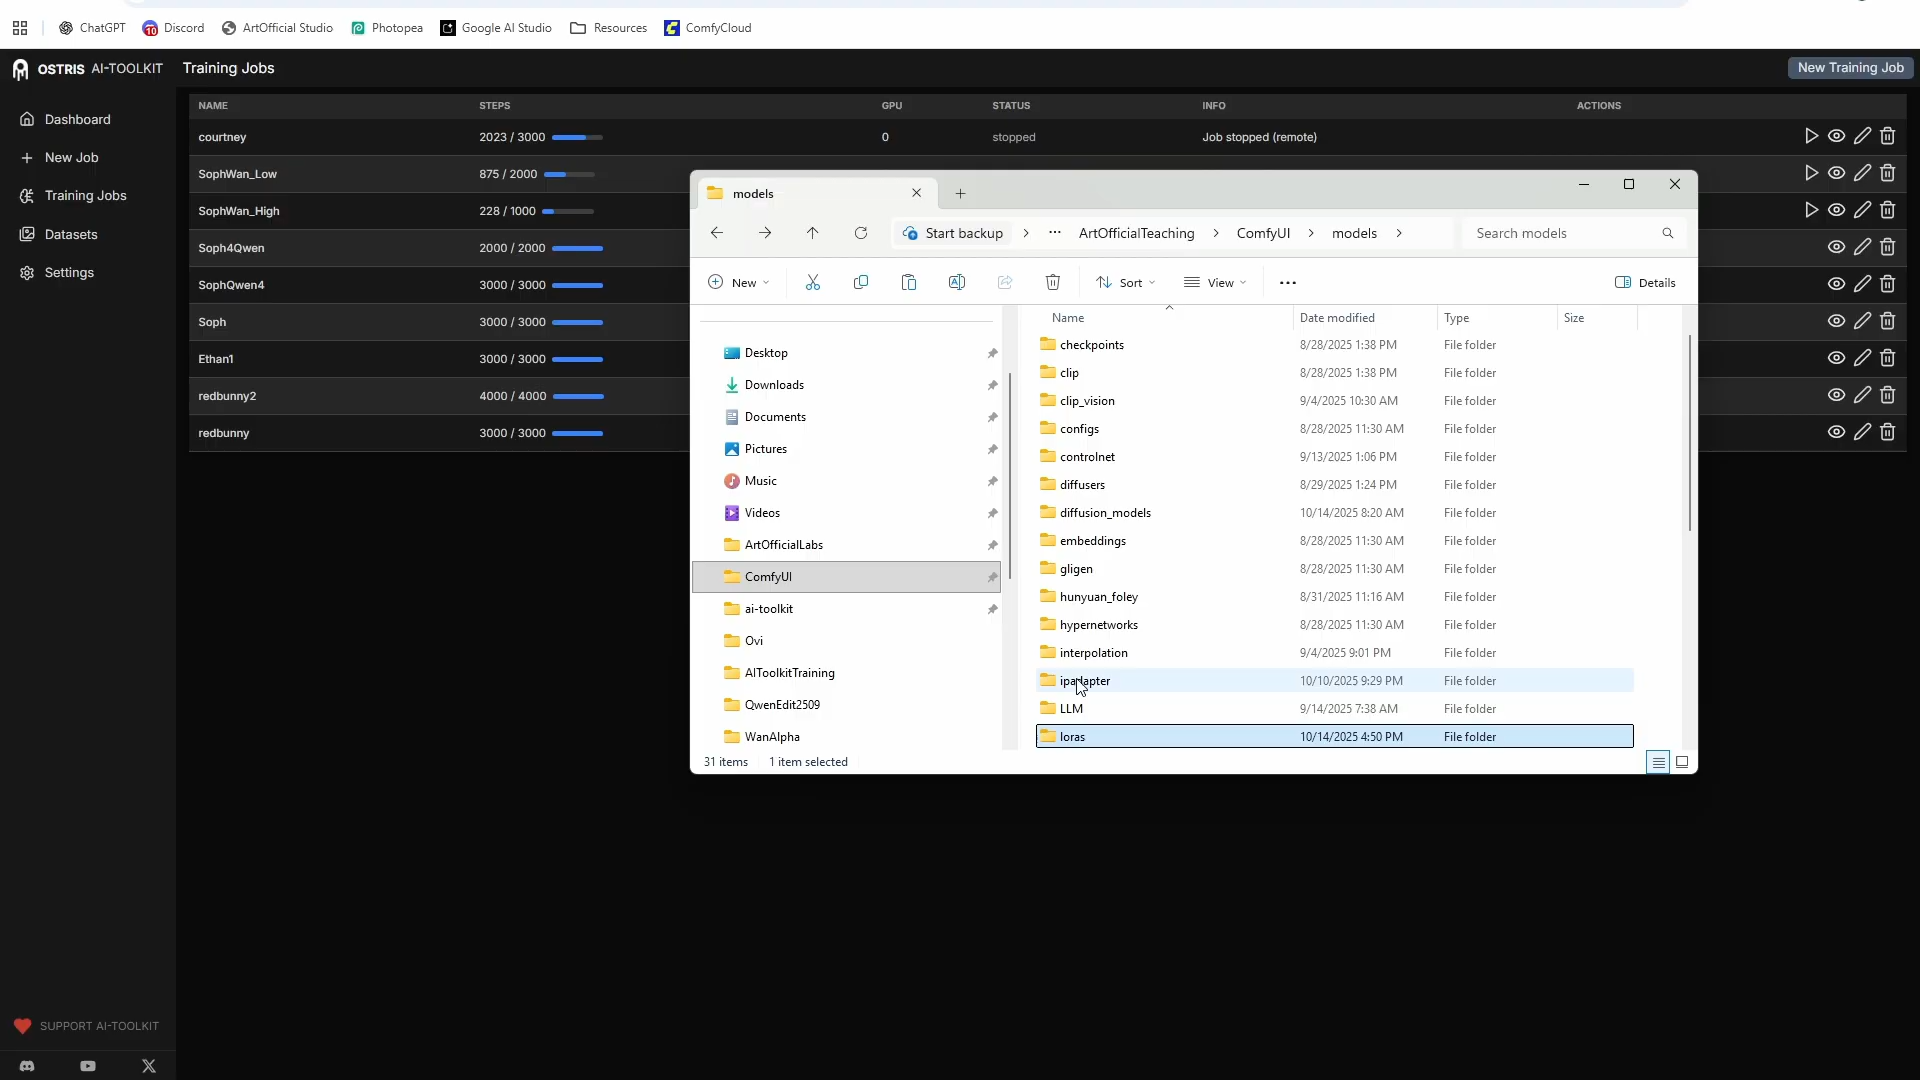 ChatGPT
10
Discord
ArtOfficial Studio
Photopea
Google AI Studio
Resources
ComfyCloud
OSTRIS AI-TOOLKIT
Training Jobs
New Training Job
Dashboard
New Job
Training Jobs
Datasets
Settings
NAME STEPS GPU STATUS INFO ACTIONS
courtney 2023 / 3000 0 stopped Job stopped (remote)
SophWan_Low 875 / 2000
SophWan_High 228 / 1000
Soph4Qwen 2000 / 2000
SophQwen4 3000 / 3000
Soph 3000 / 3000
Ethan1 3000 / 3000
redbunny2 4000 / 4000
redbunny 3000 / 3000
models
Start backup ArtOfficialTeaching ComfyUI models
Search models
New Sort View Details
Desktop
Downloads
Documents
Pictures
Music
Videos
ArtOfficialLabs
ComfyUI
ai-toolkit
Ovi
AIToolkitTraining
QwenEdit2509
WanAlpha
Name Date modified Type Size
checkpoints 8/28/2025 1:38 PM File folder
clip 8/28/2025 1:38 PM File folder
clip_vision 9/4/2025 10:30 AM File folder
configs 8/28/2025 11:30 AM File folder
controlnet 9/13/2025 1:06 PM File folder
diffusers 8/29/2025 1:24 PM File folder
diffusion_models 10/14/2025 8:20 AM File folder
embeddings 8/28/2025 11:30 AM File folder
gligen 8/28/2025 11:30 AM File folder
hunyuan_foley 8/31/2025 11:16 AM File folder
hypernetworks 8/28/2025 11:30 AM File folder
interpolation 9/4/2025 9:01 PM File folder
ipadapter 10/10/2025 9:29 PM File folder
LLM 9/14/2025 7:38 AM File folder
loras 10/14/2025 4:50 PM File folder
31 items 1 item selected
SUPPORT AI-TOOLKIT